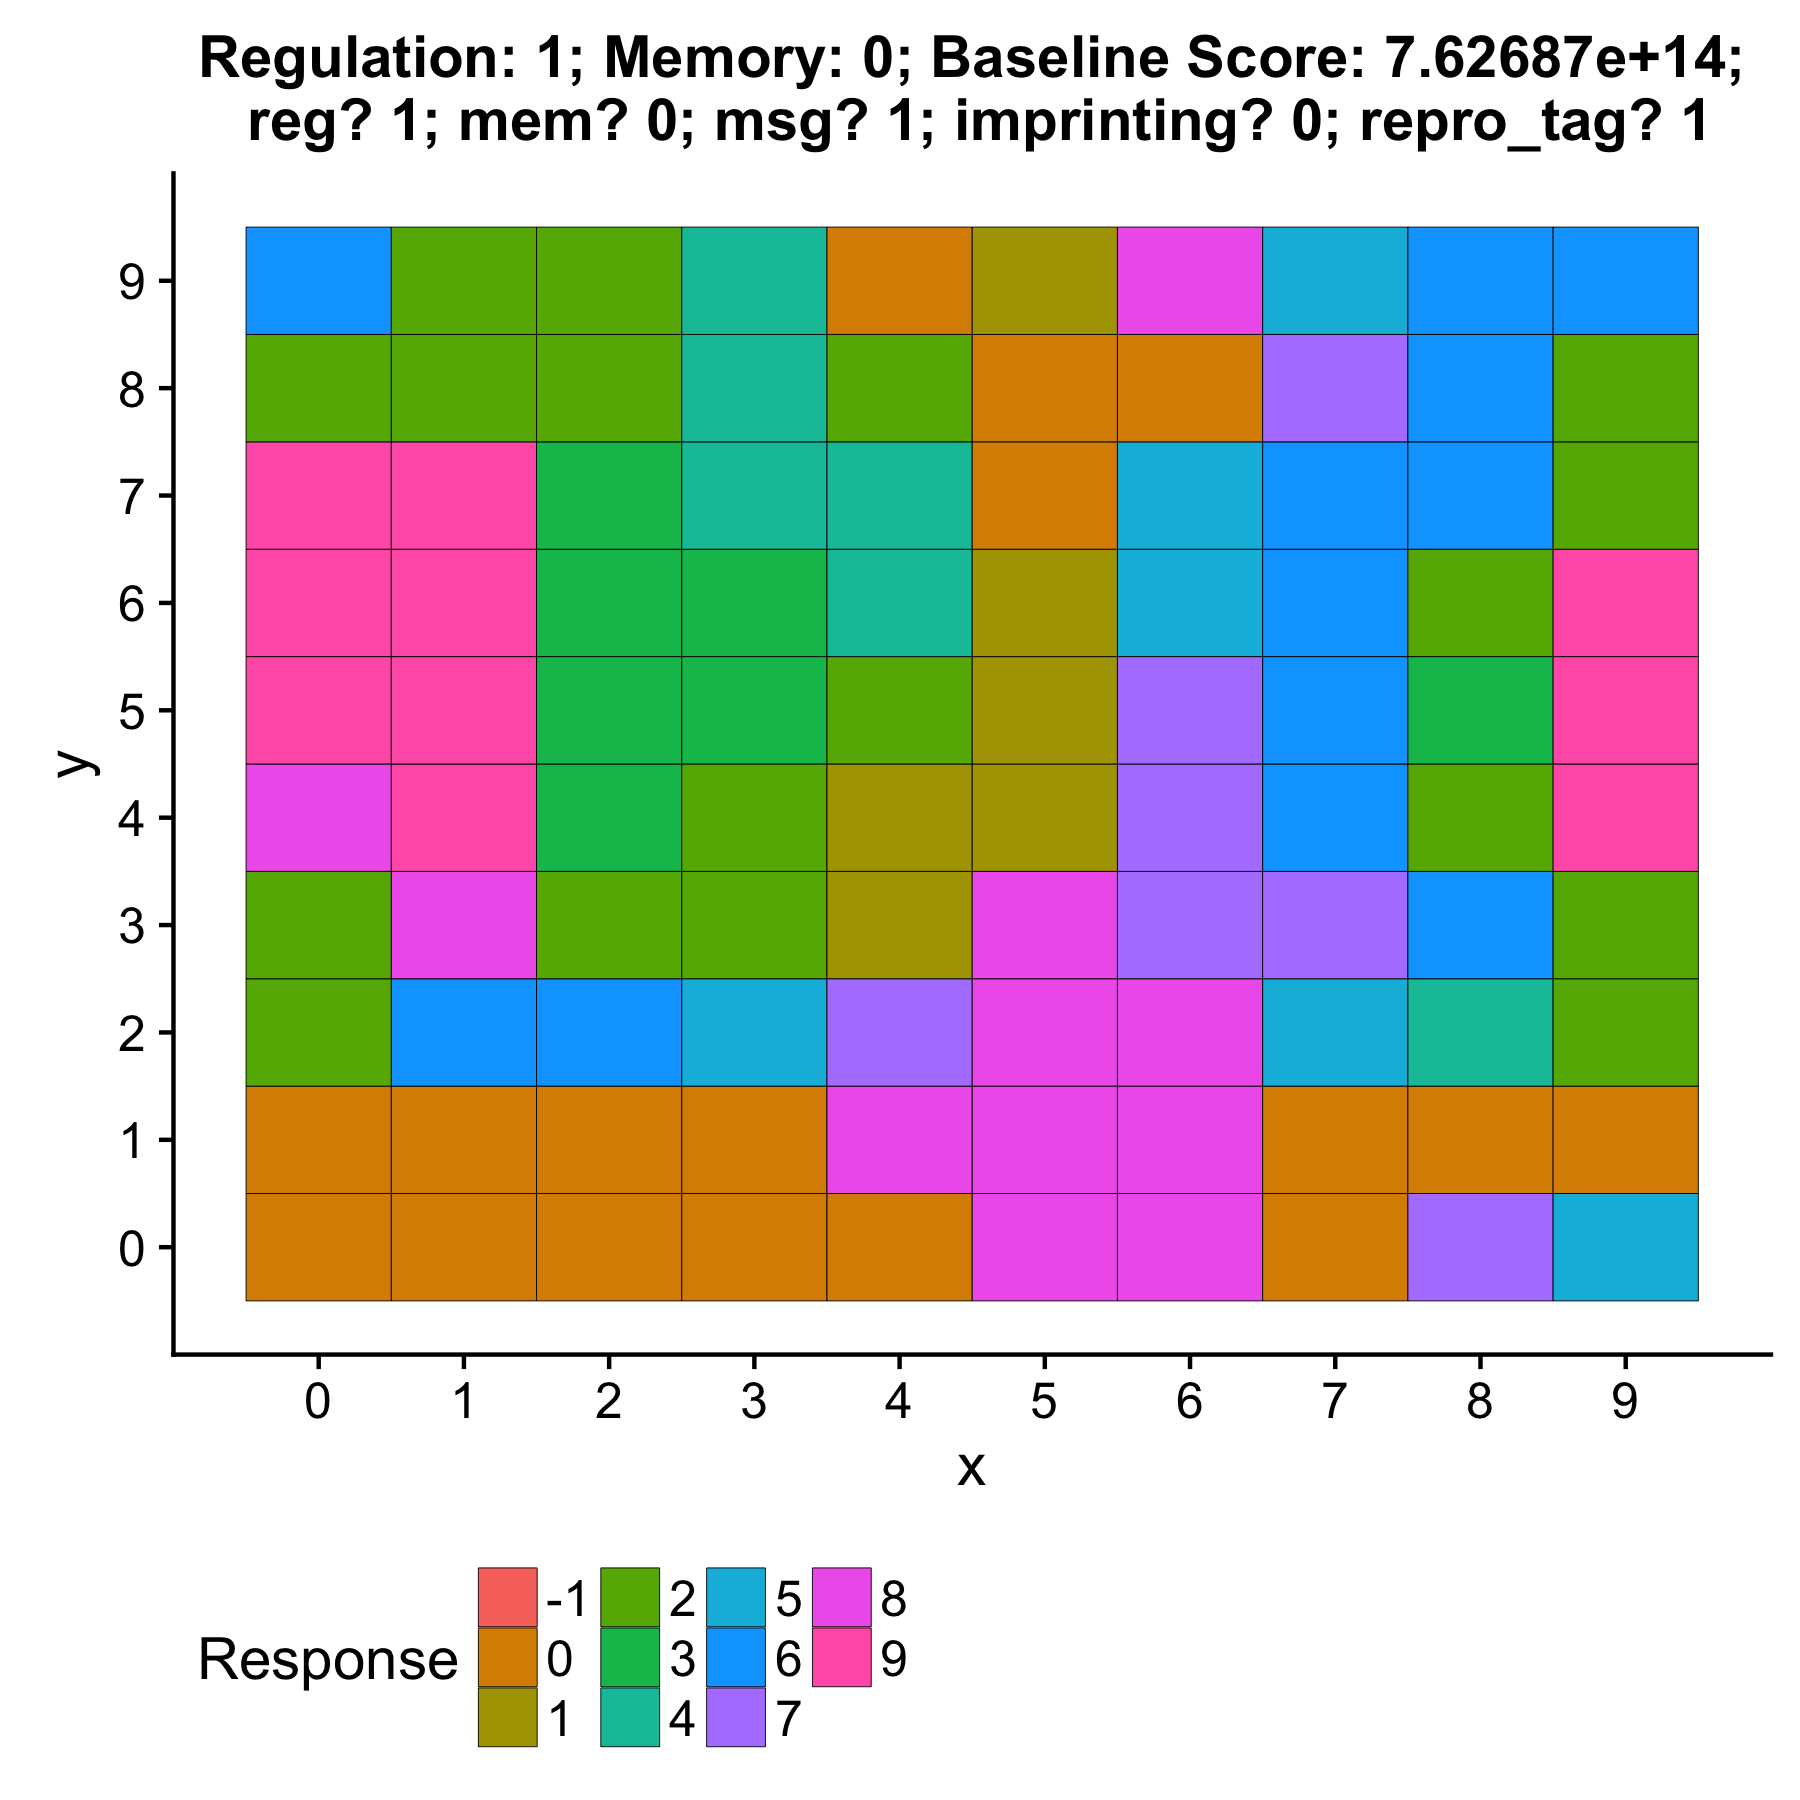 Regulation: 1; Memory: 0; Baseline Score: 7.62687e+14;
reg? 1; mem? 0; msg? 1; imprinting? 0; repro_tag? 1
9
8
7
6
5
4
3
2
1
0
y
0 1 2 3 4 5 6 7 8 9
x
Response
-1 2 5 8
0 3 6 9
1 4 7